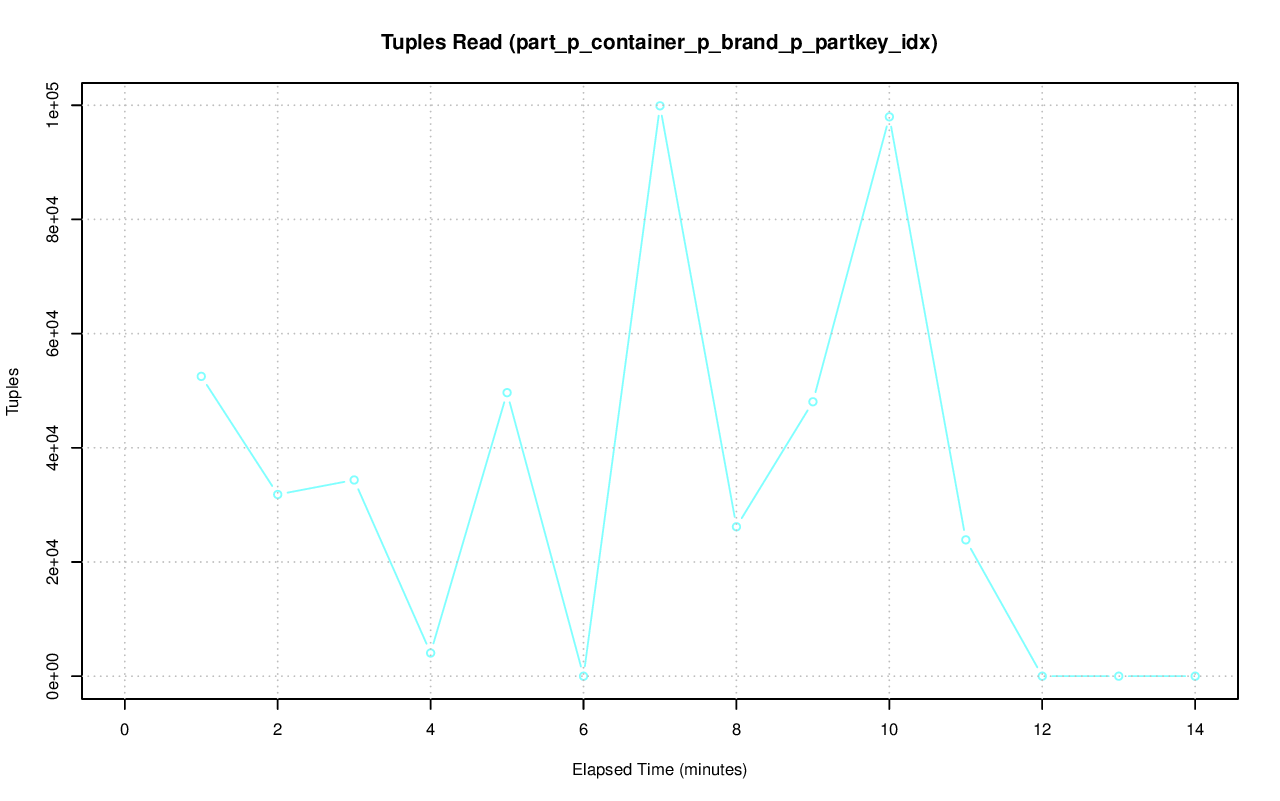 Tuples Read (part_p_container_p_brand_p_partkey_idx)
1e+05
8e+04
6e+04
4e+04
2e+04
0e+00
Tuples
0 2 4 6 8 10 12 14
Elapsed Time (minutes)